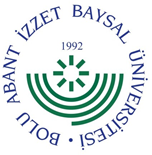 BOLU ABANT İZZET BAYSAL ÜNİVERSİTESİ •
1992